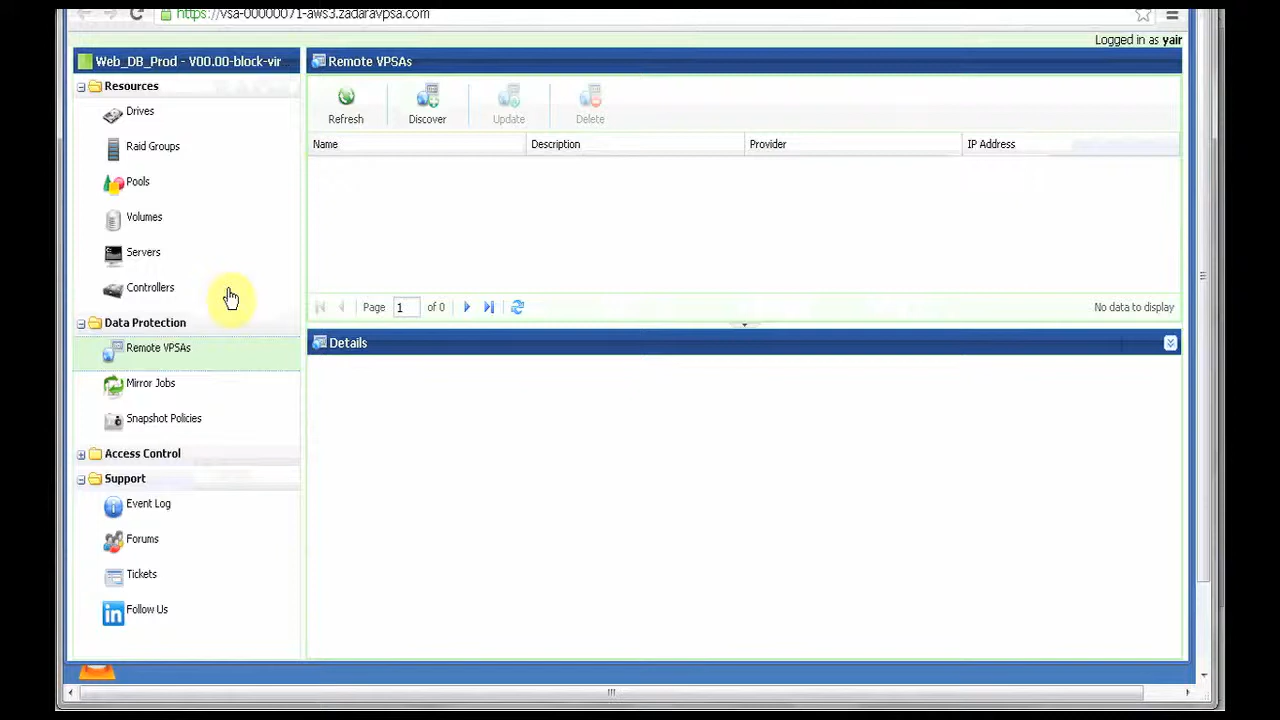 https://vsa-00000071-aws3.zadaravpsa.com
Logged in as yair
Web_DB_Prod - V00.00-block-vir
Resources
Drives
Raid Groups
Pools
Volumes
Servers
Controllers
Data Protection
Remote VPSAs
Mirror Jobs
Snapshot Policies
Access Control
Support
Event Log
Forums
Tickets
in Follow Us
Remote VPSAs
Refresh Discover Update Delete
Name Description Provider IP Address
Page 1 of 0 No data to display
Details